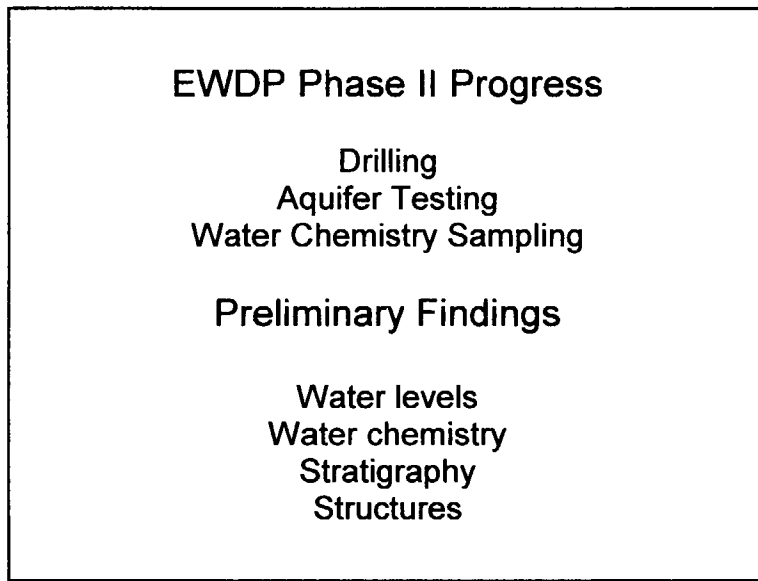 EWDP Phase II Progress
Drilling
Aquifer Testing
Water Chemistry Sampling
Preliminary Findings
Water levels
Water chemistry
Stratigraphy
Structures